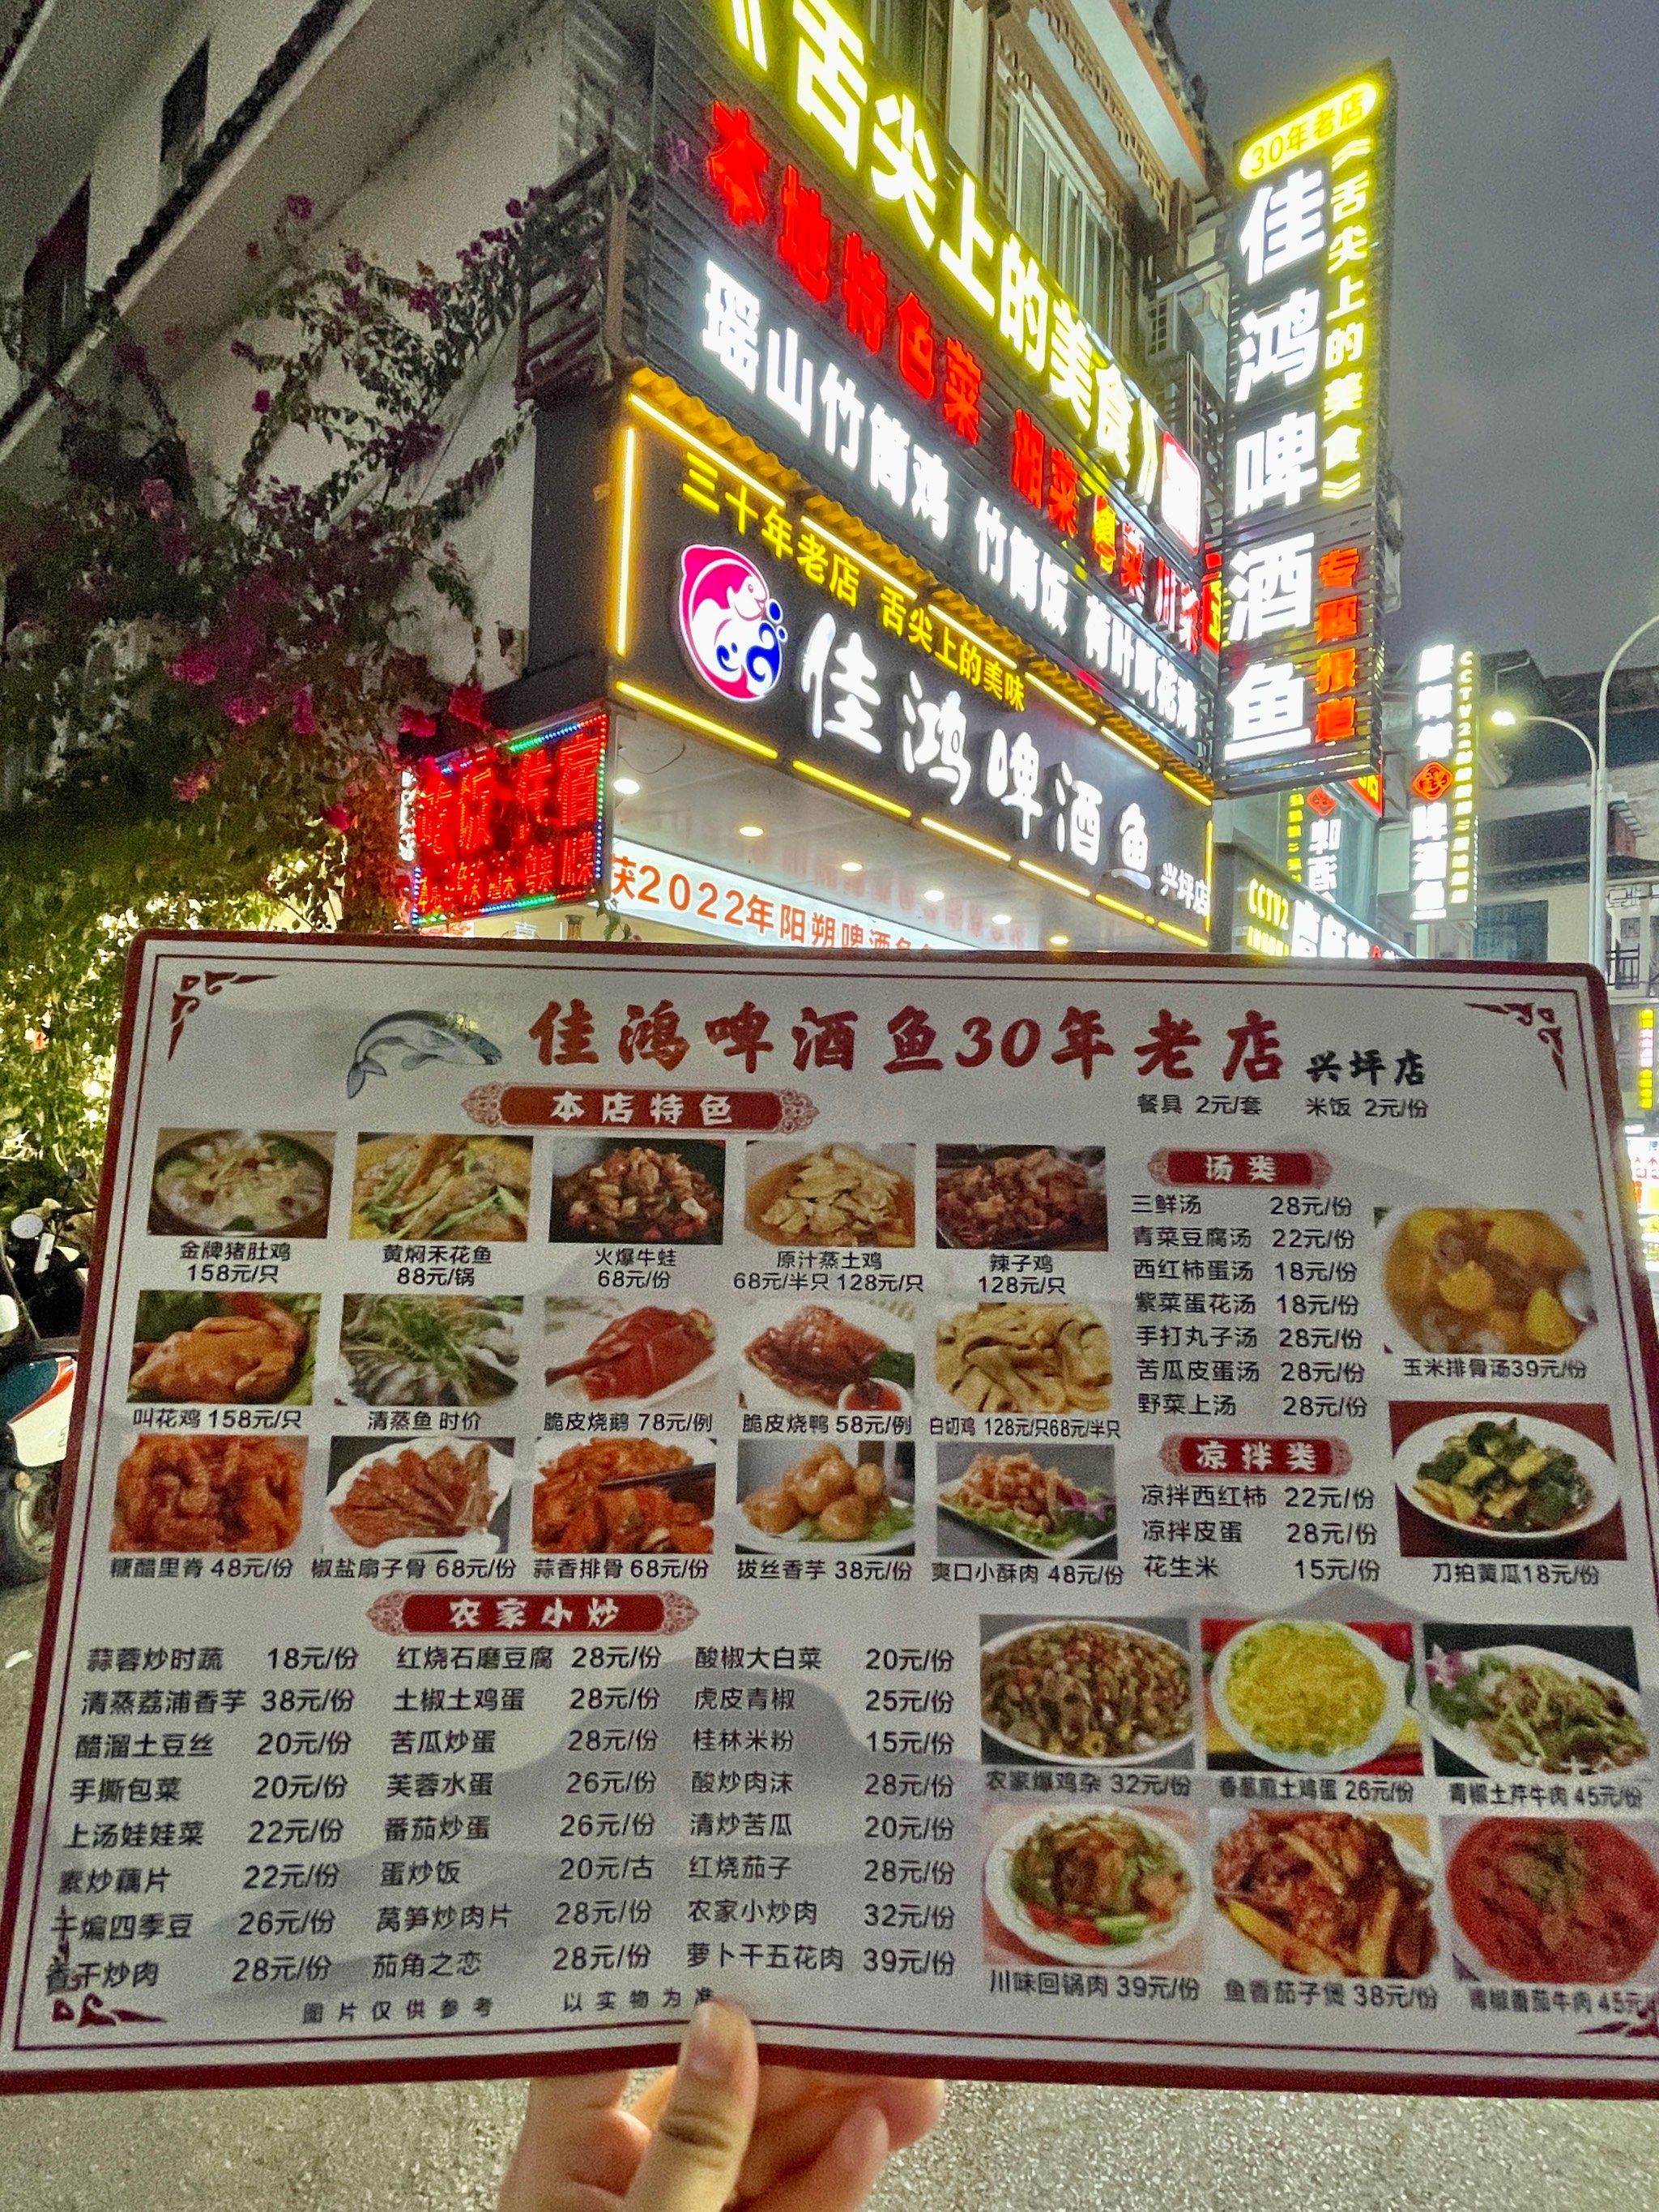 《舌尖上的美食》
本地特色菜 湘菜 粤菜 川菜
瑶山竹筒鸡 竹筒饭 荷叶叫花鸡
三十年老店 舌尖上的美味
佳鸿啤酒鱼 兴坪店
30年老店
《舌尖上的美食》
佳鸿啤酒鱼
专题报道
CCTV2
啤酒鱼
CCTV2
获2022年阳朔啤酒鱼
佳鸿啤酒鱼30年老店 兴坪店
餐具 2元/套 米饭 2元/份
本店特色
金牌猪肚鸡
158元/只
黄焖禾花鱼
88元/锅
火爆牛蛙
68元/份
原汁蒸土鸡
68元/半只 128元/只
辣子鸡
128元/只
叫花鸡 158元/只
清蒸鱼 时价
脆皮烧鹅 78元/例
脆皮烧鸭 58元/例
白切鸡 128元/只68元/半只
糖醋里脊 48元/份
椒盐扇子骨 68元/份
蒜香排骨 68元/份
拔丝香芋 38元/份
爽口小酥肉 48元/份
汤类
三鲜汤 28元/份
青菜豆腐汤 22元/份
西红柿蛋汤 18元/份
紫菜蛋花汤 18元/份
手打丸子汤 28元/份
苦瓜皮蛋汤 28元/份
野菜上汤 28元/份
玉米排骨汤39元/份
凉拌类
凉拌西红柿 22元/份
凉拌皮蛋 28元/份
花生米 15元/份
刀拍黄瓜18元/份
农家小炒
蒜蓉炒时蔬 18元/份
清蒸荔浦香芋 38元/份
醋溜土豆丝 20元/份
手撕包菜 20元/份
上汤娃娃菜 22元/份
素炒藕片 22元/份
干煸四季豆 26元/份
香干炒肉 28元/份
红烧石磨豆腐 28元/份
土椒土鸡蛋 28元/份
苦瓜炒蛋 28元/份
芙蓉水蛋 26元/份
番茄炒蛋 26元/份
蛋炒饭 20元/古
莴笋炒肉片 28元/份
茄角之恋 28元/份
酸椒大白菜 20元/份
虎皮青椒 25元/份
桂林米粉 15元/份
酸炒肉沫 28元/份
清炒苦瓜 20元/份
红烧茄子 28元/份
农家小炒肉 32元/份
萝卜干五花肉 39元/份
农家爆鸡杂 32元/份
香葱煎土鸡蛋 26元/份
青椒土芹牛肉 45元/份
川味回锅肉 39元/份
鱼香茄子煲 38元/份
青椒番茄牛肉 45元
图片仅供参考 以实物为准